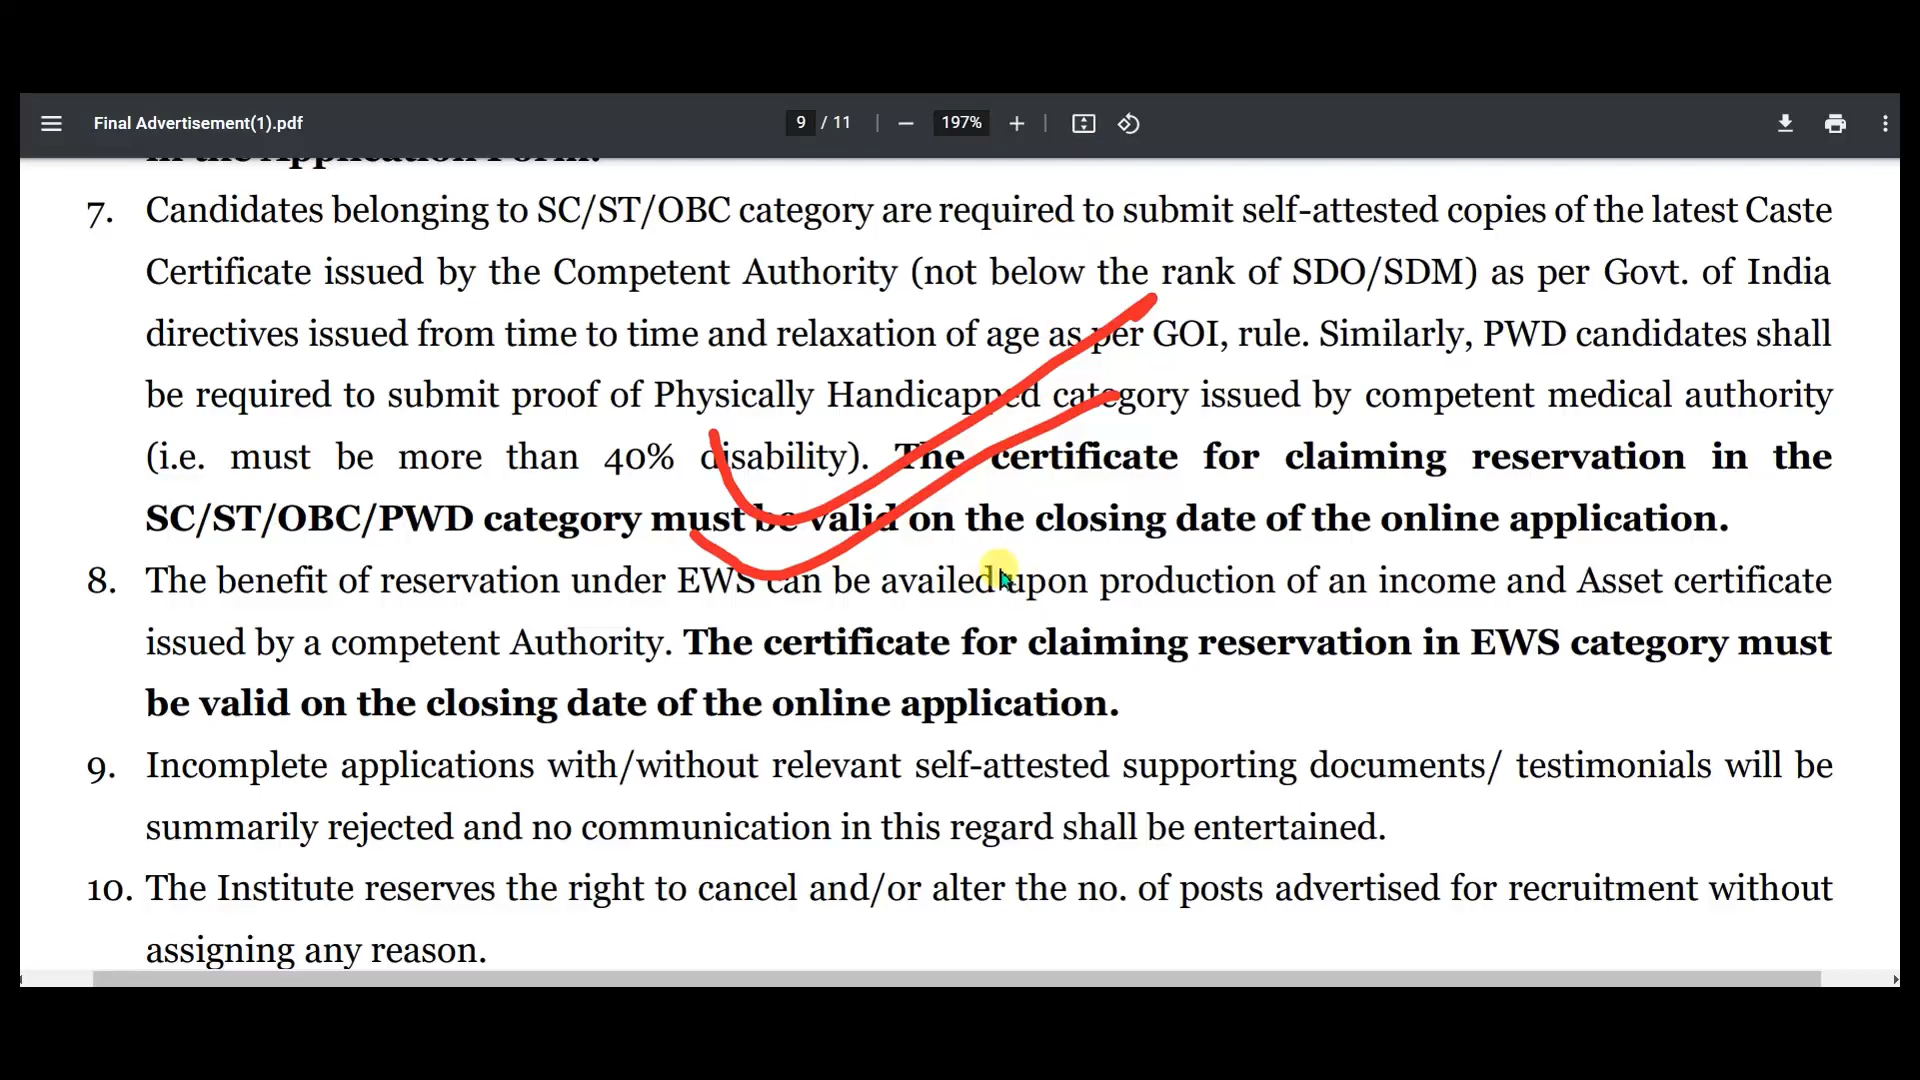 Final Advertisement(1).pdf
9 / 11
197%
in the Application Form.
7. Candidates belonging to SC/ST/OBC category are required to submit self-attested copies of the latest Caste
Certificate issued by the Competent Authority (not below the rank of SDO/SDM) as per Govt. of India
directives issued from time to time and relaxation of age as per GOI, rule. Similarly, PWD candidates shall
be required to submit proof of Physically Handicapped category issued by competent medical authority
(i.e. must be more than 40% disability). The certificate for claiming reservation in the
SC/ST/OBC/PWD category must be valid on the closing date of the online application.
8. The benefit of reservation under EWS can be availed upon production of an income and Asset certificate
issued by a competent Authority. The certificate for claiming reservation in EWS category must
be valid on the closing date of the online application.
9. Incomplete applications with/without relevant self-attested supporting documents/ testimonials will be
summarily rejected and no communication in this regard shall be entertained.
10. The Institute reserves the right to cancel and/or alter the no. of posts advertised for recruitment without
assigning any reason.